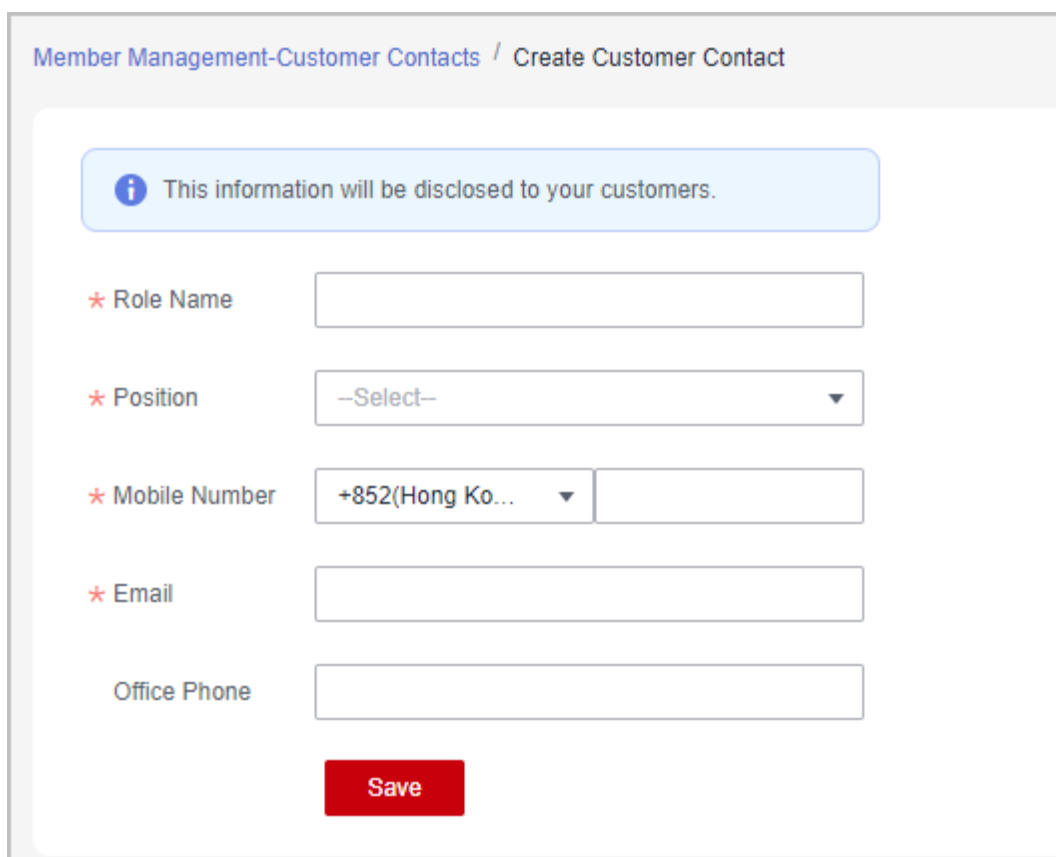 Member Management-Customer Contacts / Create Customer Contact
This information will be disclosed to your customers.
* Role Name
* Position --Select--
* Mobile Number +852(Hong Ko...
* Email
Office Phone
Save